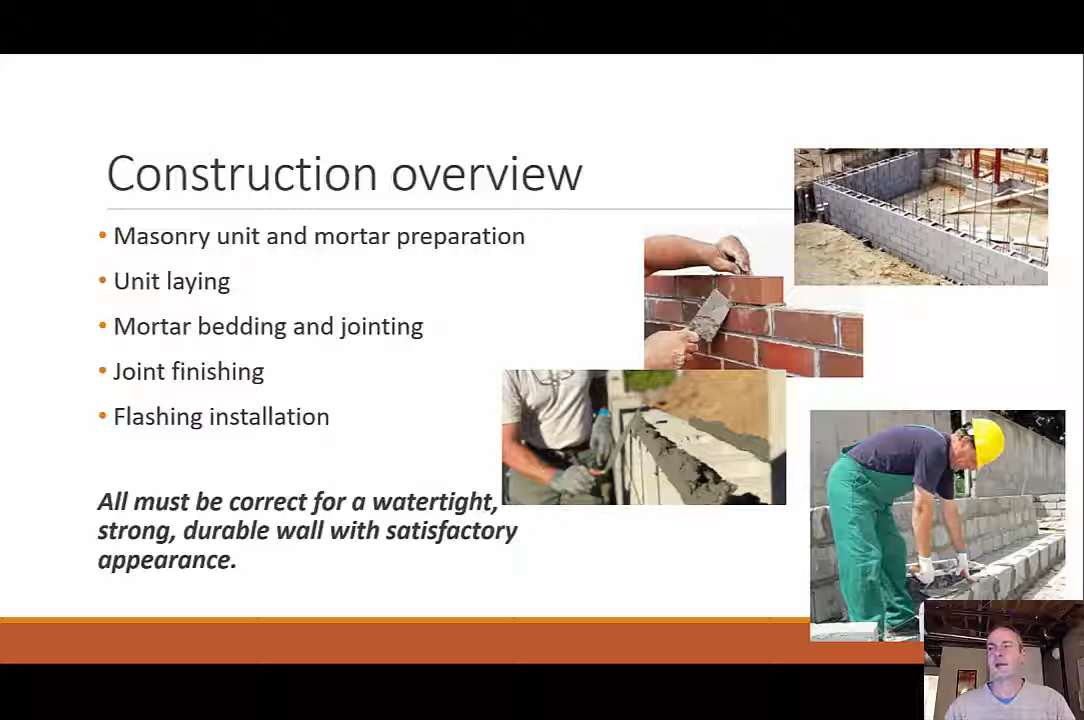 Construction overview
Masonry unit and mortar preparation
Unit laying
Mortar bedding and jointing
Joint finishing
Flashing installation
All must be correct for a watertight,
strong, durable wall with satisfactory
appearance.